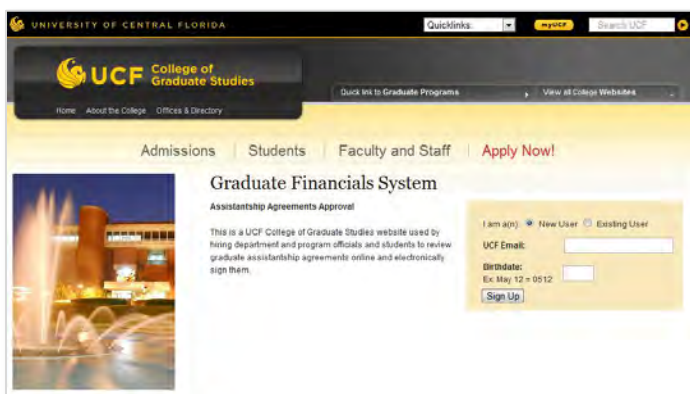 UNIVERSITY OF CENTRAL FLORIDA
Quicklinks:
myUCF
Search UCF
UCF College of
Graduate Studies
Quick link to Graduate Programs
View all College Websites
Home About the College Offices & Directory
Admissions Students Faculty and Staff Apply Now!
Graduate Financials System
Assistantship Agreements Approval
This is a UCF College of Graduate Studies website used by
hiring department and program officials and students to review
graduate assistantship agreements online and electronically
sign them.
I am a(n): New User Existing User
UCF Email:
Birthdate:
Ex: May 12 = 0512
Sign Up